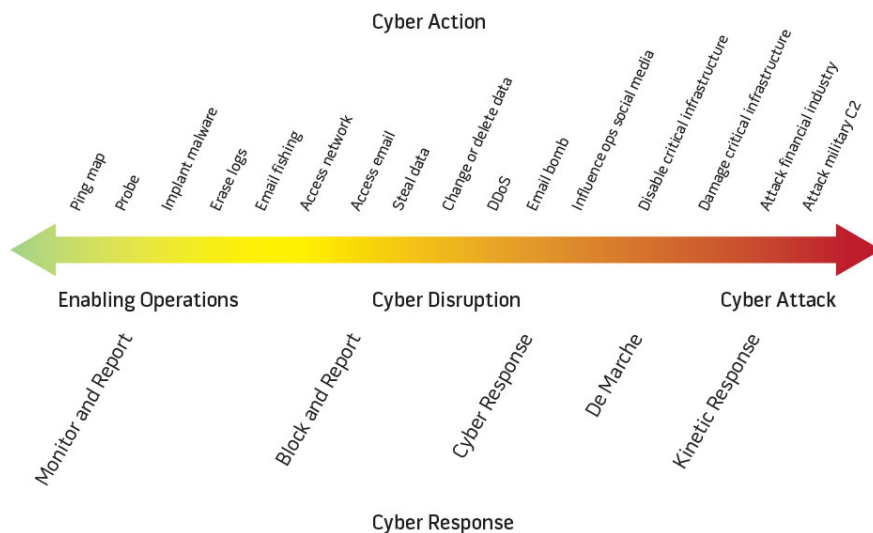 Cyber Action
Ping map
Probe
Implant malware
Erase logs
Email fishing
Access network
Access email
Steal data
Change or delete data
DDoS
Email bomb
Influence ops social media
Disable critical infrastructure
Damage critical infrastructure
Attack financial industry
Attack military C2
Enabling Operations
Cyber Disruption
Cyber Attack
Monitor and Report
Block and Report
Cyber Response
De Marche
Kinetic Response
Cyber Response